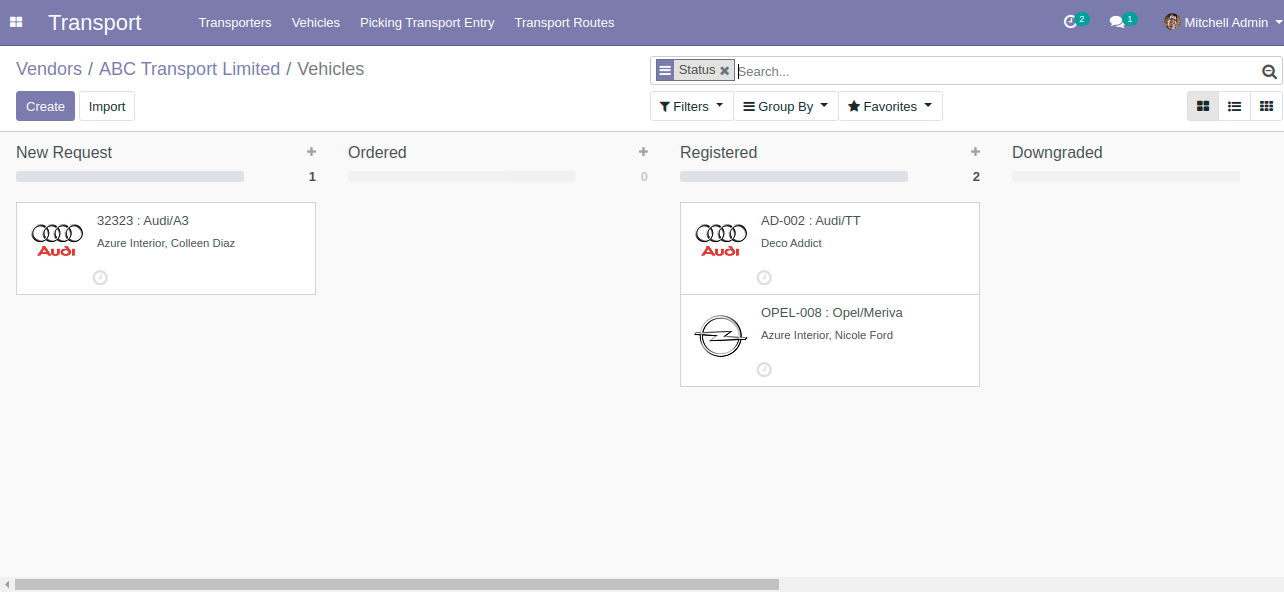 Transport Transporters Vehicles Picking Transport Entry Transport Routes 2 1 Mitchell Admin
Vendors / ABC Transport Limited / Vehicles
Status Search...
Create Import Filters Group By Favorites
New Request Ordered Registered Downgraded
1 0 2
32323 : Audi/A3
Azure Interior, Colleen Diaz
Audi
AD-002 : Audi/TT
Deco Addict
Audi
OPEL-008 : Opel/Meriva
Azure Interior, Nicole Ford